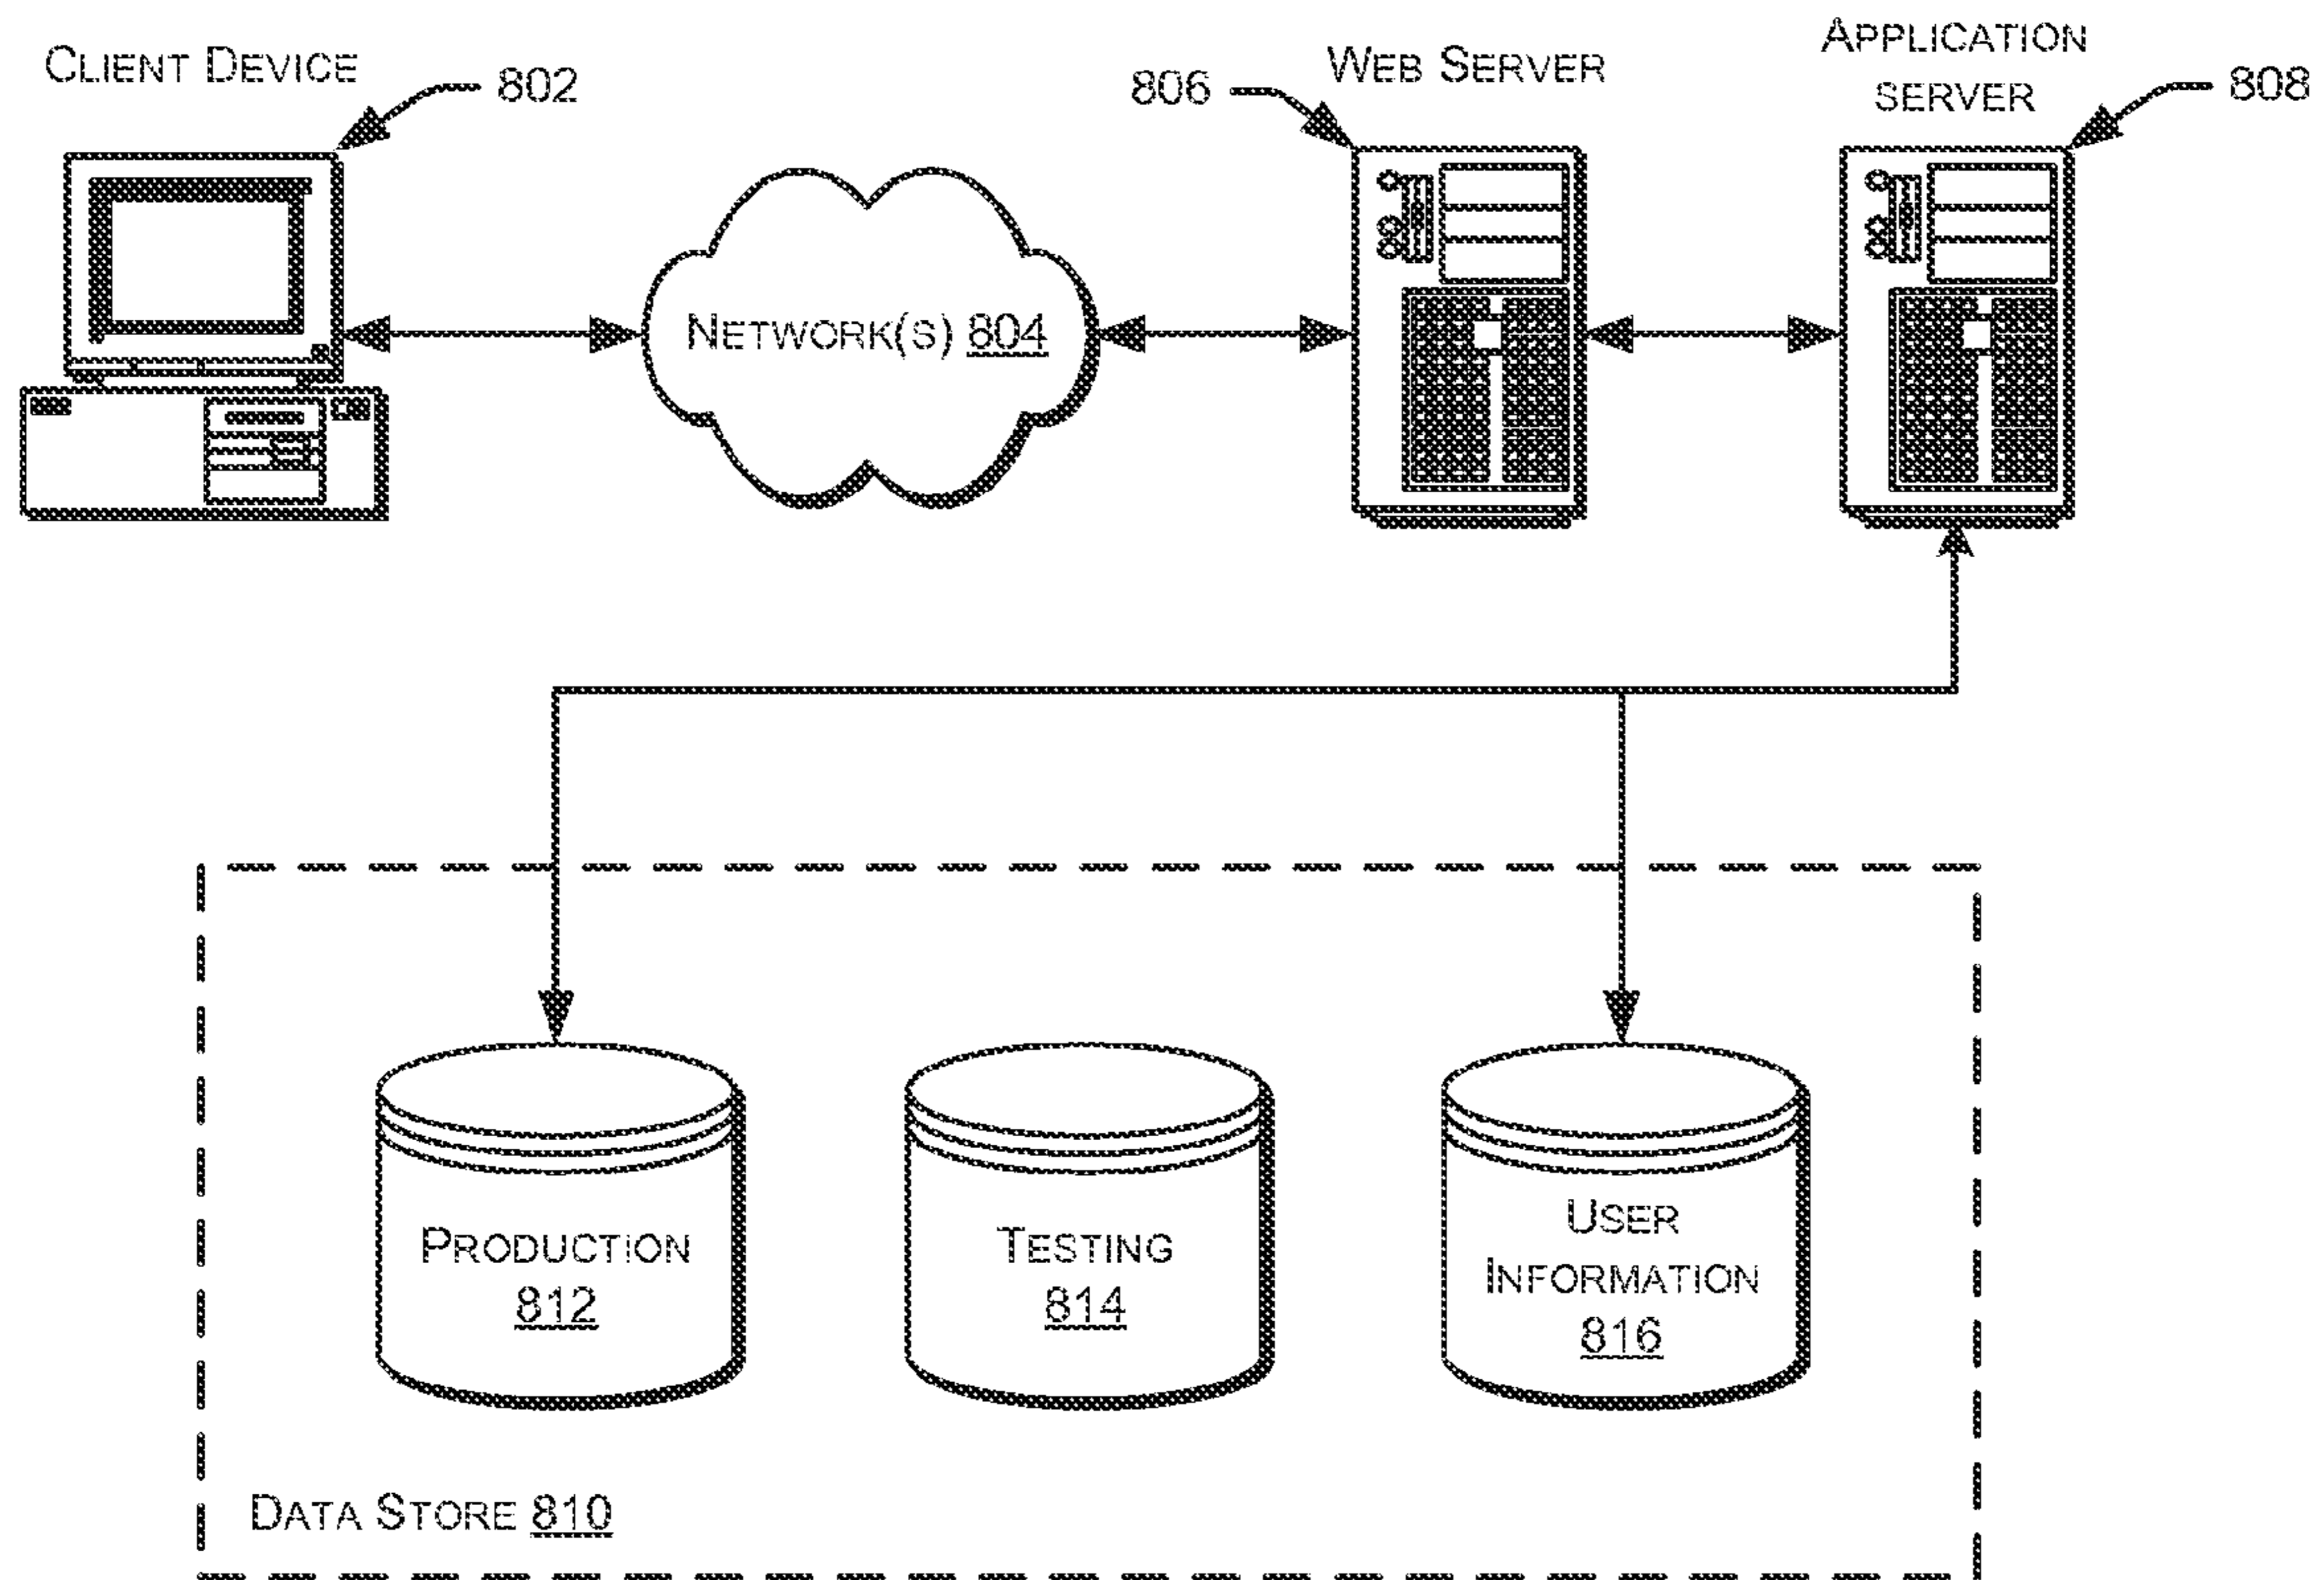 CLIENT DEVICE
802
806
WEB SERVER
APPLICATION
SERVER
808
NETWORK(S) 804
PRODUCTION
812
TESTING
814
USER
INFORMATION
816
DATA STORE 810